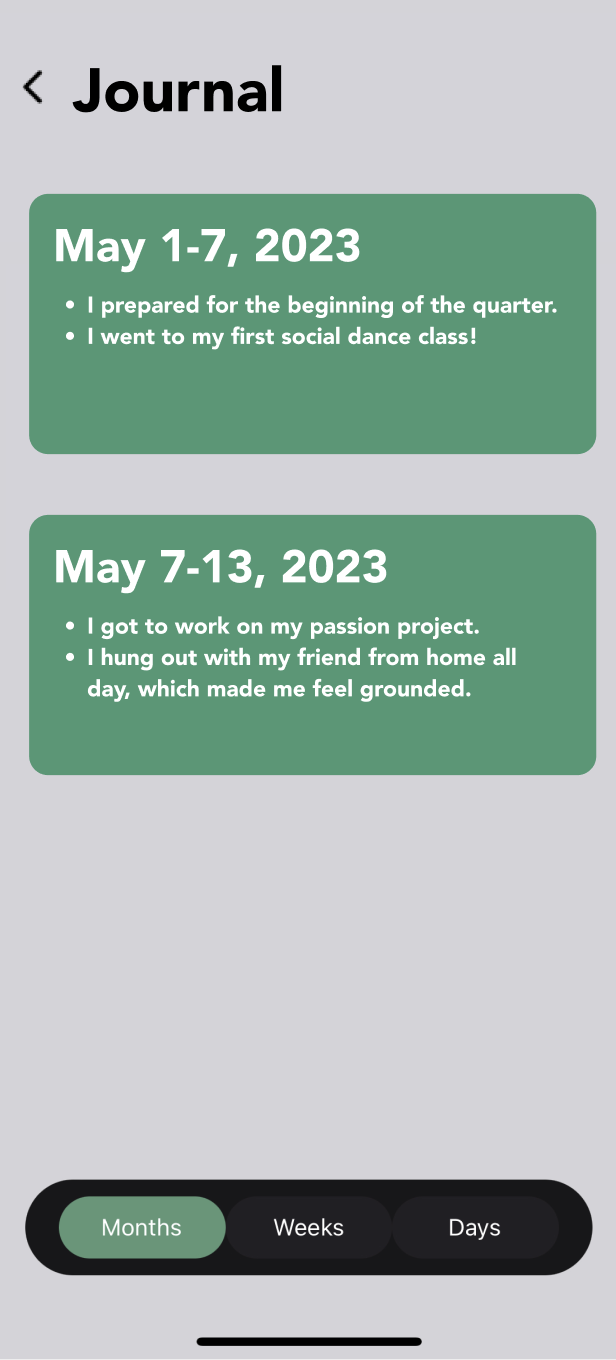 Journal
May 1-7, 2023
• I prepared for the beginning of the quarter.
• I went to my first social dance class!
May 7-13, 2023
• I got to work on my passion project.
• I hung out with my friend from home all
day, which made me feel grounded.
Months Weeks Days